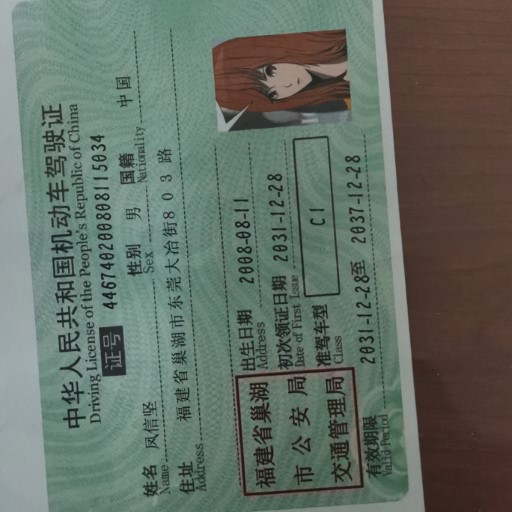 中华人民共和国机动车驾驶证
Driving License of the People's Republic of China
证号 446740200808115034
姓名 凤信坚 性别 男 国籍 中国
Name Sex Nationality
住址 福建省巢湖市东莞大冶街803路
Address
出生日期 2008-08-11
Address
初次领证日期 2031-12-28
Date of First Issue
准驾车型 C1
Class
福建省巢湖
市公安局
交通管理局
有效期限 2031-12-28至 2037-12-28
Valid Period